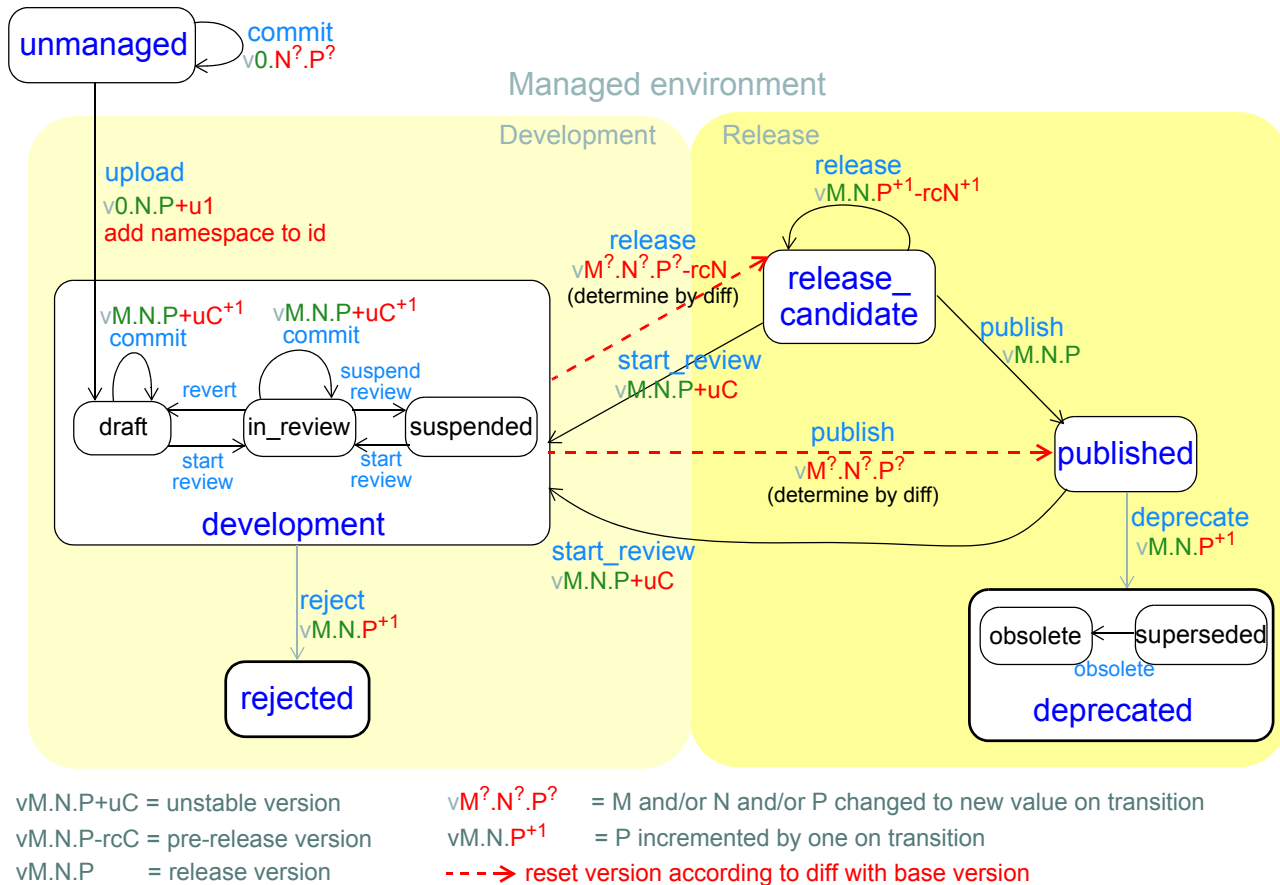 unmanaged
commit
v0.N?.P?
Managed environment
Development
Release
upload
v0.N.P+u1
add namespace to id
release
vM.N.P+1-rcN+1
release
vM?.N?.P?-rcN
(determine by diff)
release_
candidate
vM.N.P+uC+1
commit
vM.N.P+uC+1
commit
revert
suspend
review
draft
in_review
suspended
start
review
start
review
development
start_review
vM.N.P+uC
publish
vM.N.P
publish
vM?.N?.P?
(determine by diff)
published
start_review
vM.N.P+uC
deprecate
vM.N.P+1
reject
vM.N.P+1
rejected
obsolete
superseded
obsolete
deprecated
vM.N.P+uC = unstable version
vM.N.P-rcC = pre-release version
vM.N.P = release version
vM?.N?.P? = M and/or N and/or P changed to new value on transition
vM.N.P+1 = P incremented by one on transition
reset version according to diff with base version